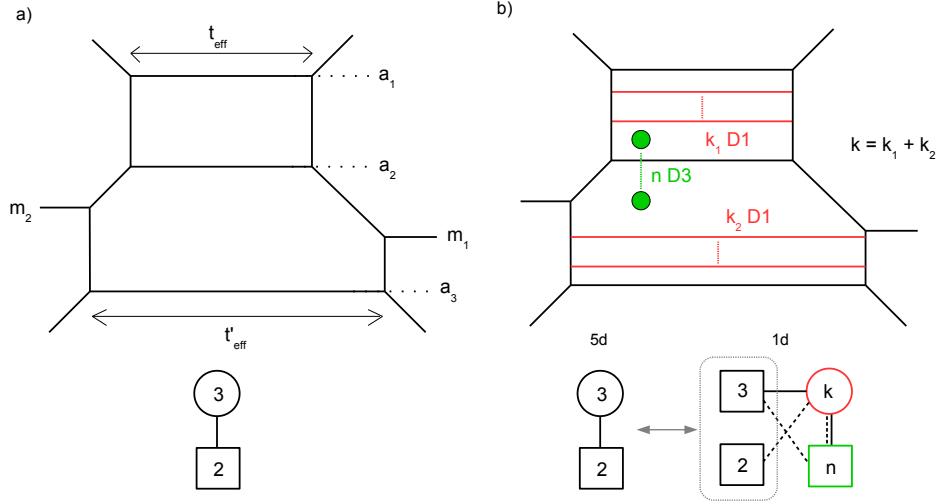 a)
t_eff
a_1
a_2
m_2
m_1
a_3
t'_eff
3
2
b)
k_1 D1
n D3
k_2 D1
k = k_1 + k_2
5d
1d
3
2
3
k
2
n